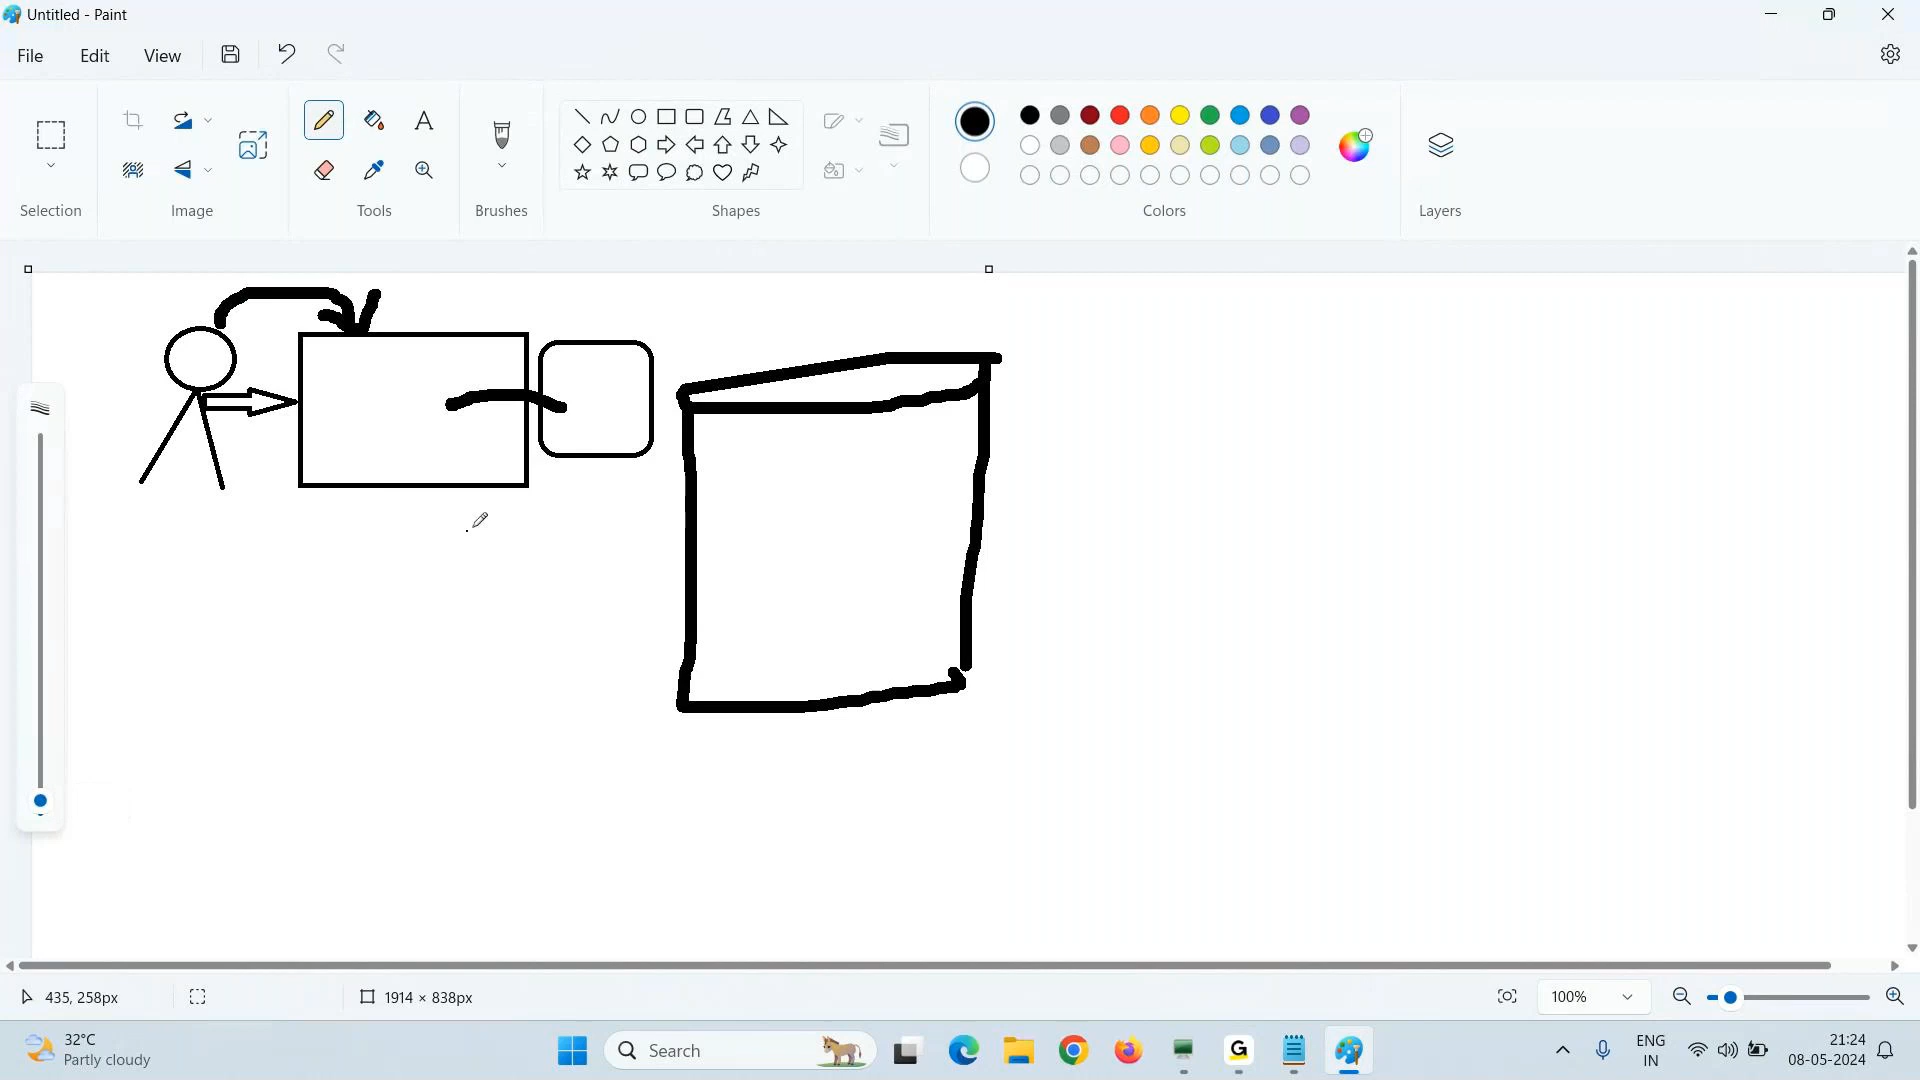 Untitled - Paint
File Edit View
Selection Image Tools Brushes Shapes Colors Layers
435, 258px 1914 × 838px 100%
32°C
Partly cloudy
Search
G
ENG
IN
21:24
08-05-2024